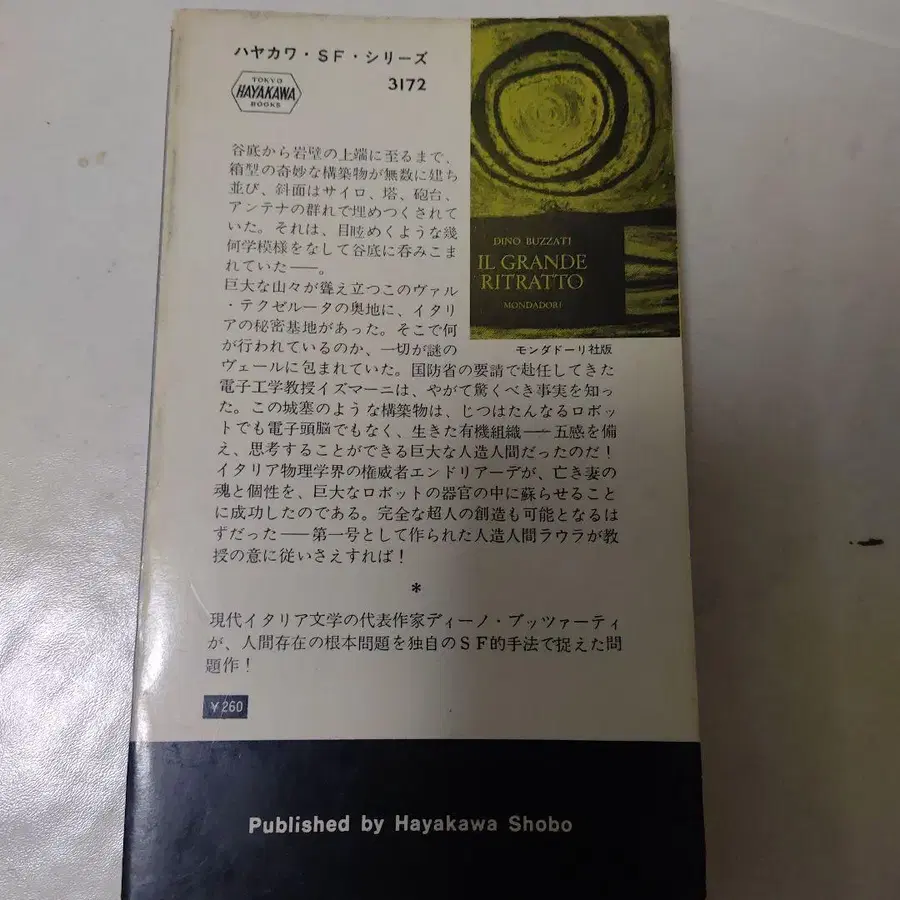 ハヤカワ・SF・シリーズ
3172
TOKYO
HAYAKAWA
BOOKS
谷底から岩壁の上端に至るまで、
箱型の奇妙な構築物が無数に建ち
並び、斜面はサイロ、塔、砲台、
アンテナの群れで埋めつくされて
いた。それは、目眩めくような幾
何学模様をなして谷底に呑みこま
れていた——。
巨大な山々が聳え立つこのヴァル
・テクゼルータの奥地に、イタリ
アの秘密基地があった。そこで何
が行われているのか、一切が謎の
ヴェールに包まれていた。国防省の要請で赴任してきた
電子工学教授イズマーニは、やがて驚くべき事実を知っ
た。この城塞のような構築物は、じつはたんなるロボッ
トでも電子頭脳でもなく、生きた有機組織——五感を備
え、思考することができる巨大な人造人間だったのだ！
イタリア物理学界の権威者エンドリアーデが、亡き妻の
魂と個性を、巨大なロボットの器官の中に蘇らせること
に成功したのである。完全な超人の創造も可能となるは
ずだった——第一号として作られた人造人間ラウラが教
授の意に従いさえすれば！
*
現代イタリア文学の代表作家ディーノ・ブッツァーティ
が、人間存在の根本問題を独自のSF的手法で捉えた問
題作！
¥260
DINO BUZZATI
IL GRANDE
RITRATTO
MONDADORI
モンダドーリ社版
Published by Hayakawa Shobo